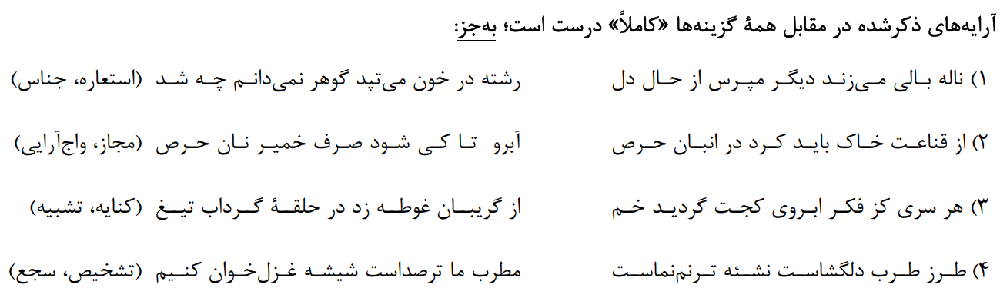 آرایه‌های ذکرشده در مقابل همهٔ گزینه‌ها «کاملاً» درست است؛ به‌جز:
۱) ناله بالی می‌زند دیگر مپرس از حال دل رشته در خون می‌تپد گوهر نمی‌دانم چه شد (استعاره، جناس)
۲) از قناعت خاک باید کرد در انبان حرص آبرو تا کی شود صرف خمیر نان حرص (مجاز، واج‌آرایی)
۳) هر سری کز فکر ابروی کجت گردید خم از گریبان غوطه زد در حلقهٔ گرداب تیغ (کنایه، تشبیه)
۴) طرز طرب دلگشاست نشئه ترنم‌نماست مطرب ما ترصداست شیشه غزل‌خوان کنیم (تشخیص، سجع)